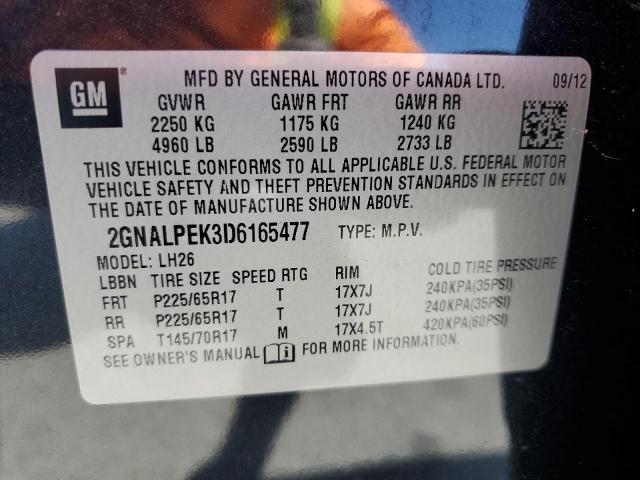 GM ®
MFD BY GENERAL MOTORS OF CANADA LTD. 09/12
GVWR GAWR FRT GAWR RR
2250 KG 1175 KG 1240 KG
4960 LB 2590 LB 2733 LB
THIS VEHICLE CONFORMS TO ALL APPLICABLE U.S. FEDERAL MOTOR
VEHICLE SAFETY AND THEFT PREVENTION STANDARDS IN EFFECT ON
THE DATE OF MANUFACTURE SHOWN ABOVE.
2GNALPEK3D6165477 TYPE: M.P.V.
MODEL: LH26
LBBN TIRE SIZE SPEED RTG RIM COLD TIRE PRESSURE
FRT P225/65R17 T 17X7J 240KPA(35PSI)
RR P225/65R17 T 17X7J 240KPA(35PSI)
SPA T145/70R17 M 17X4.5T 420KPA(60PSI)
SEE OWNER'S MANUAL FOR MORE INFORMATION.